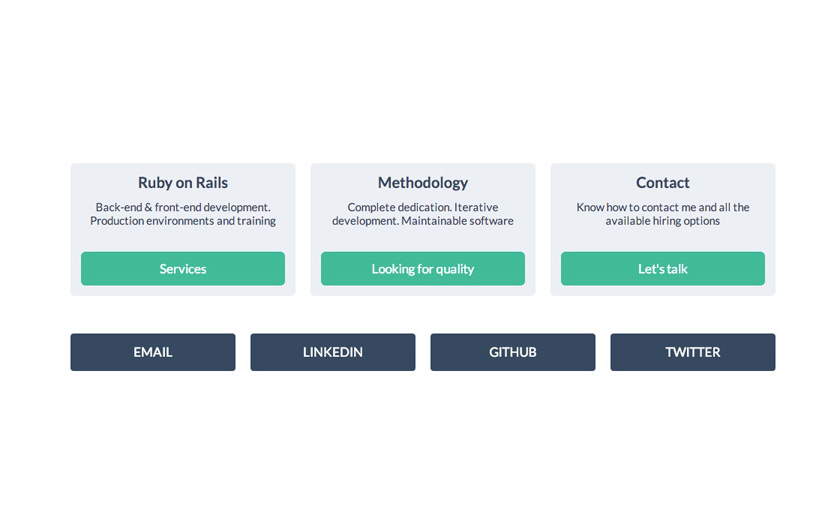 Ruby on Rails
Back-end & front-end development.
Production environments and training
Services
Methodology
Complete dedication. Iterative
development. Maintainable software
Looking for quality
Contact
Know how to contact me and all the
available hiring options
Let's talk
EMAIL
LINKEDIN
GITHUB
TWITTER